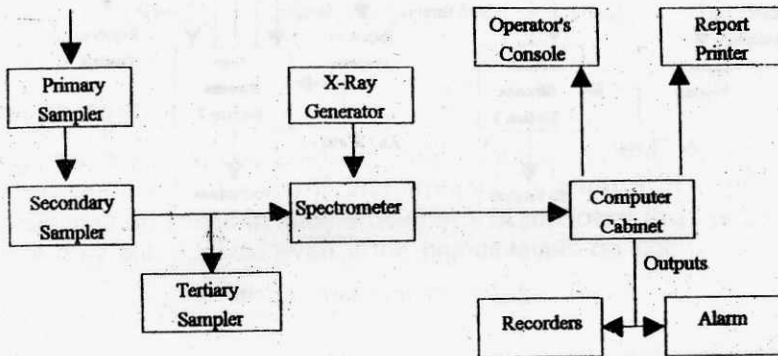 Operator's
Console
Report
Printer
Primary
Sampler
X-Ray
Generator
Secondary
Sampler
Spectrometer
Computer
Cabinet
Outputs
Tertiary
Sampler
Recorders
Alarm